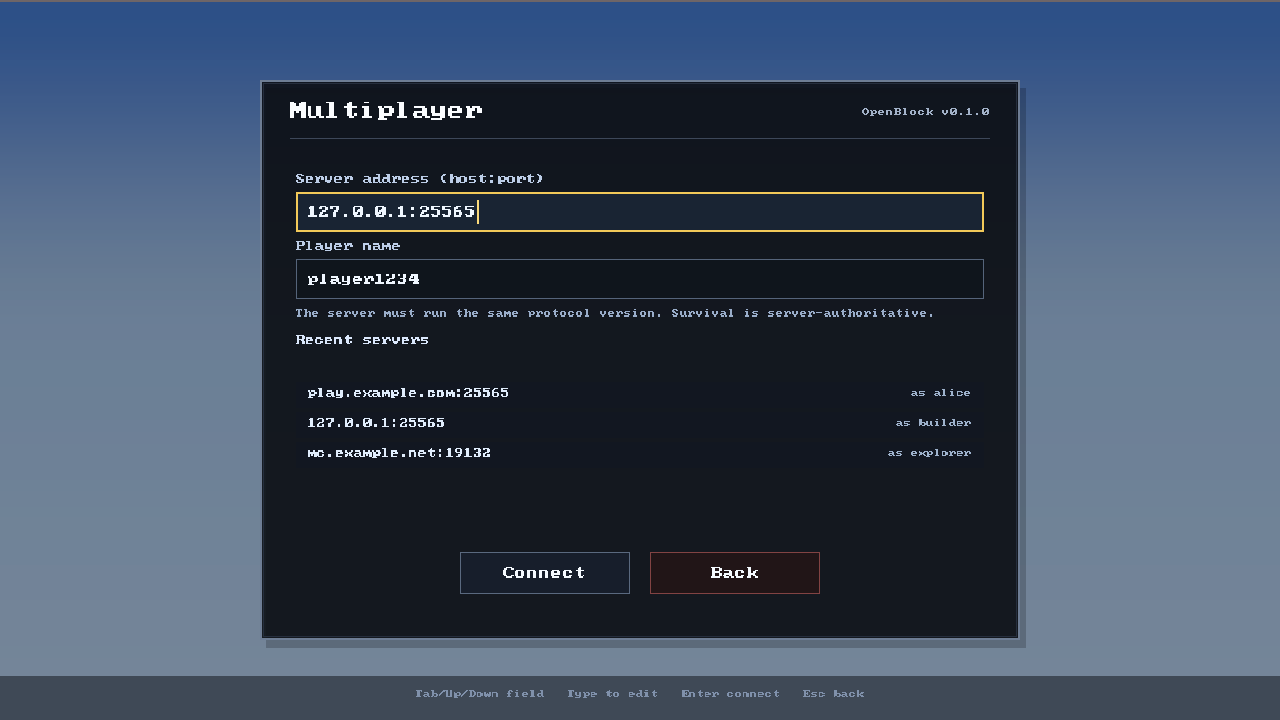 Multiplayer
OpenBlock v0.1.0
Server address (host:port)
127.0.0.1:25565
Player name
player1234
The server must run the same protocol version. Survival is server-authoritative.
Recent servers
play.example.com:25565 as alice
127.0.0.1:25565 as builder
mc.example.net:19132 as explorer
Connect Back
Tab/Up/Down field Type to edit Enter connect Esc back